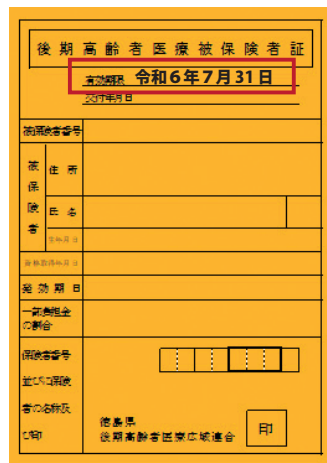 後期高齢者医療被保険者証
有効期限 令和6年7月31日
交付年月日
被保険者番号
被保険者
住所
氏名
生年月日
資格取得年月日
発効期日
一部負担金
の割合
保険者番号
並びに保険
者の名称及
び印
徳島県
後期高齢者医療広域連合
印